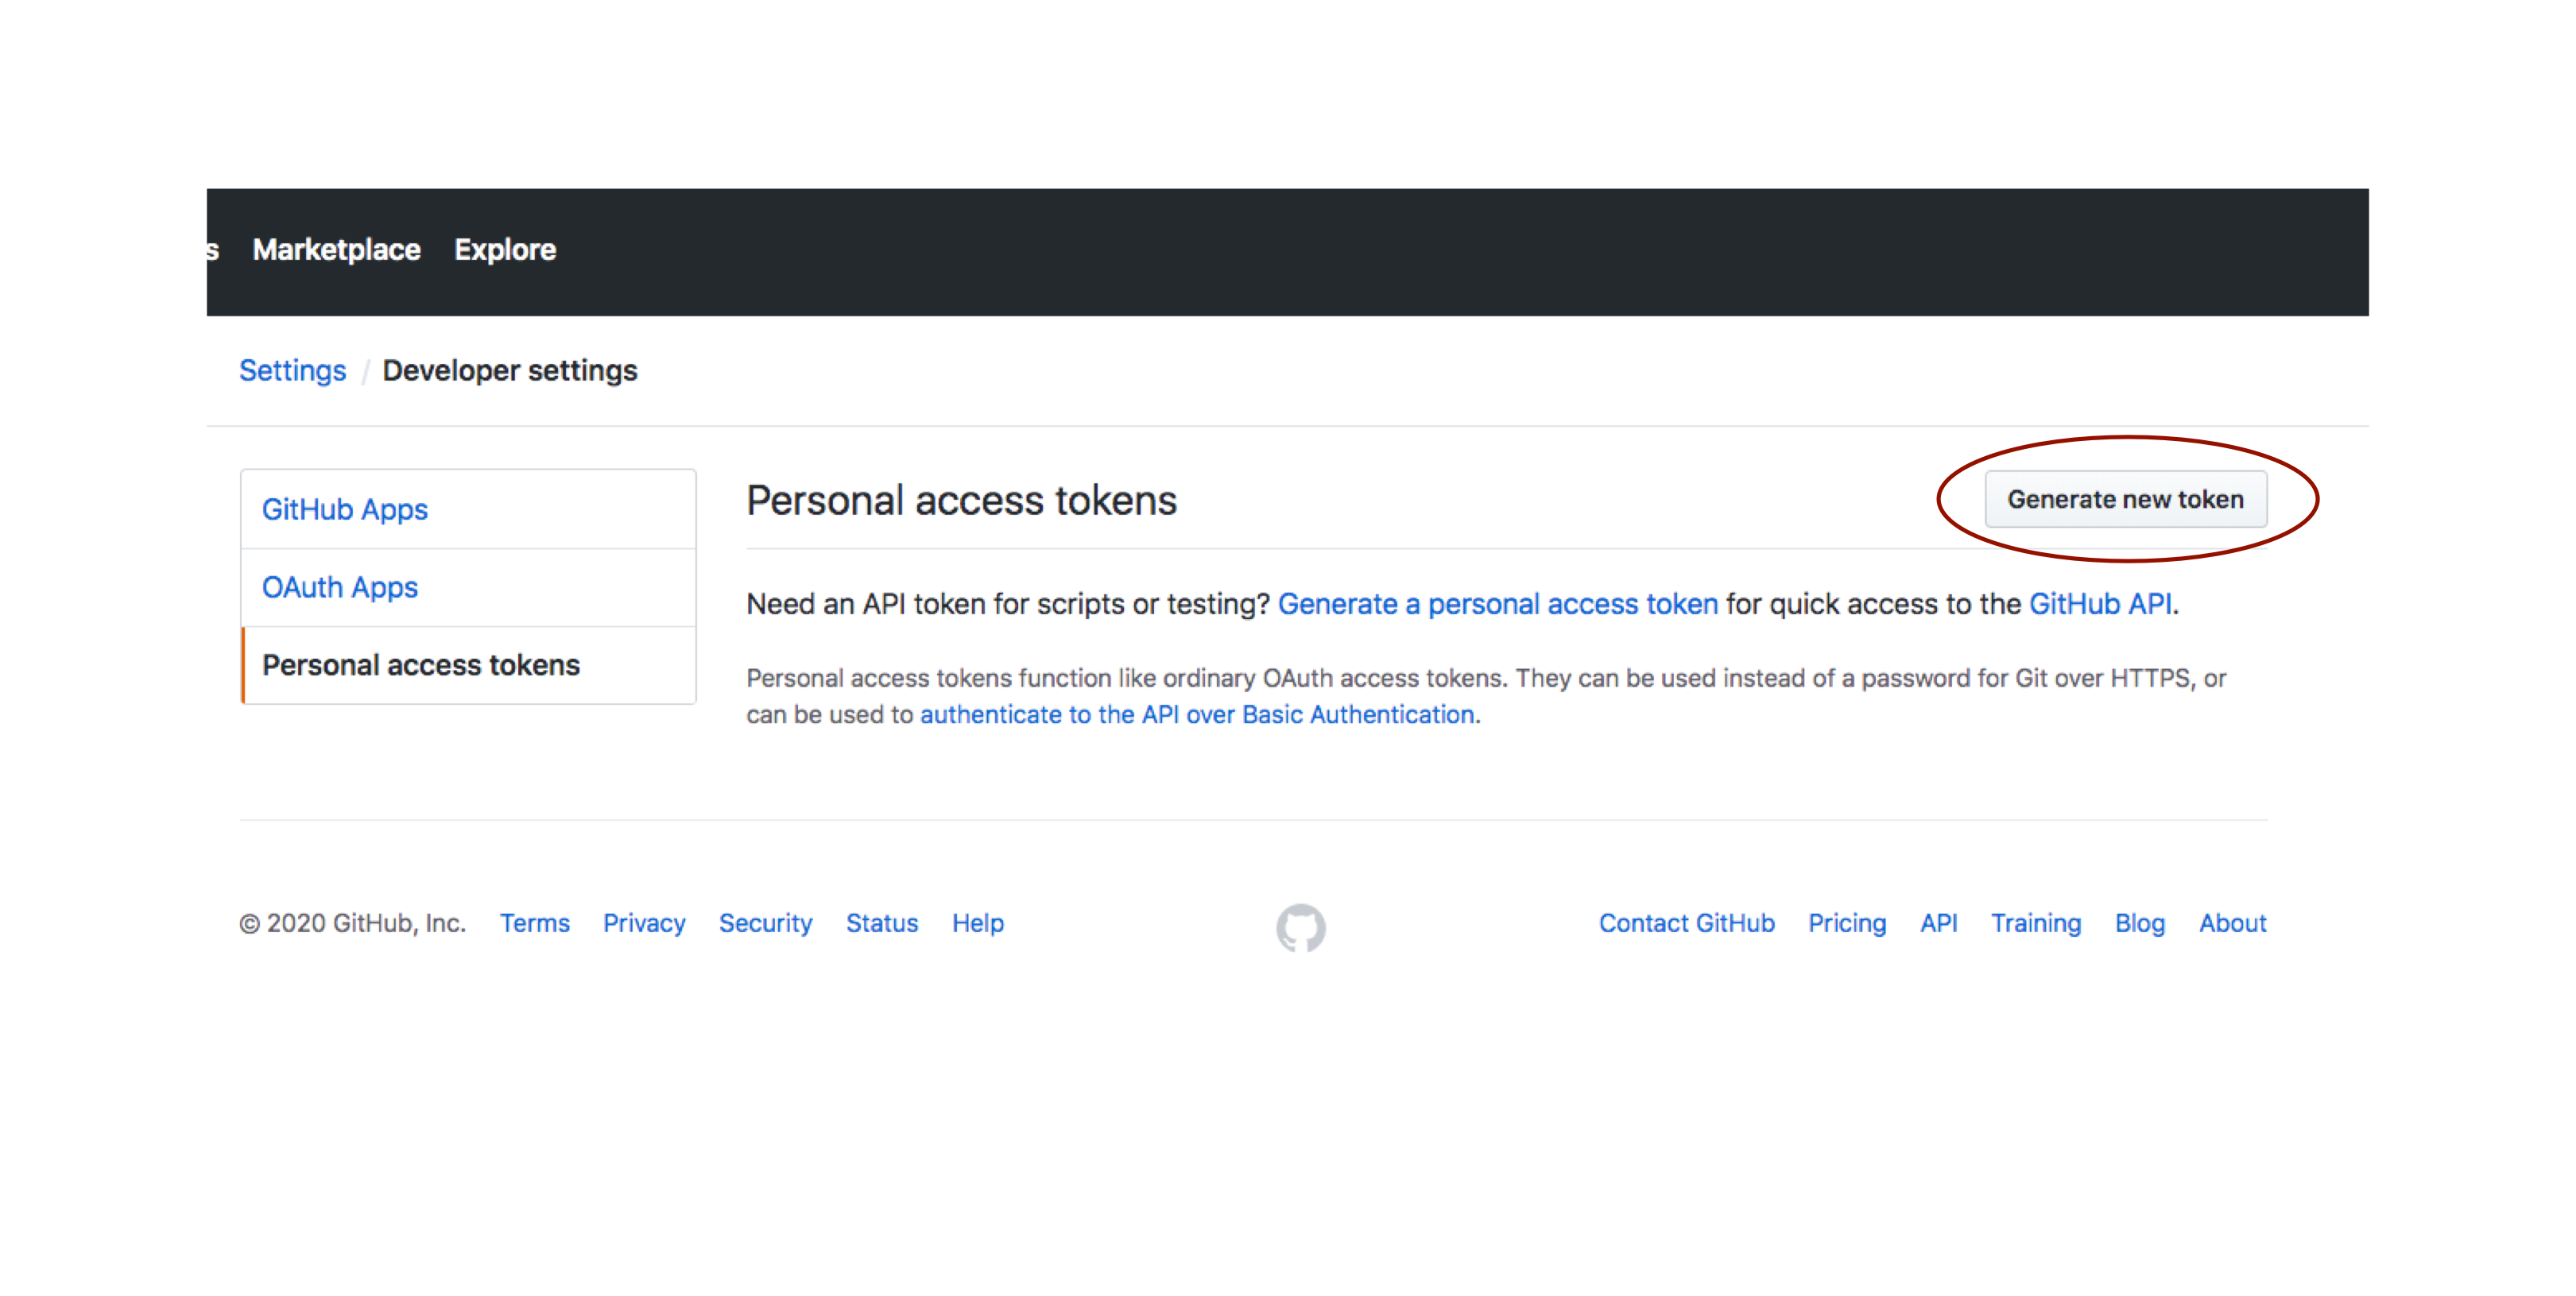 s Marketplace Explore
Settings / Developer settings
GitHub Apps
OAuth Apps
Personal access tokens
Personal access tokens
Generate new token
Need an API token for scripts or testing? Generate a personal access token for quick access to the GitHub API.
Personal access tokens function like ordinary OAuth access tokens. They can be used instead of a password for Git over HTTPS, or
can be used to authenticate to the API over Basic Authentication.
© 2020 GitHub, Inc. Terms Privacy Security Status Help
Contact GitHub Pricing API Training Blog About